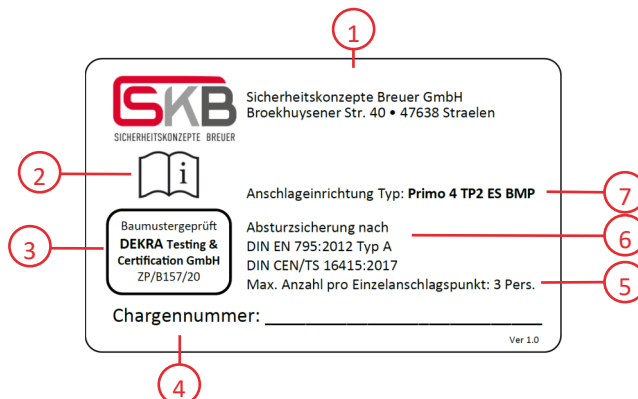 1
SKB
SICHERHEITSKONZEPTE BREUER
Sicherheitskonzepte Breuer GmbH
Broekhuysener Str. 40 • 47638 Straelen
2
i
Anschlageinrichtung Typ: Primo 4 TP2 ES BMP
7
3
Baumustergeprüft
DEKRA Testing &
Certification GmbH
ZP/B157/20
Absturzsicherung nach
DIN EN 795:2012 Typ A
DIN CEN/TS 16415:2017
Max. Anzahl pro Einzelanschlagspunkt: 3 Pers.
6
5
Chargennummer: ____________________________
Ver 1.0
4